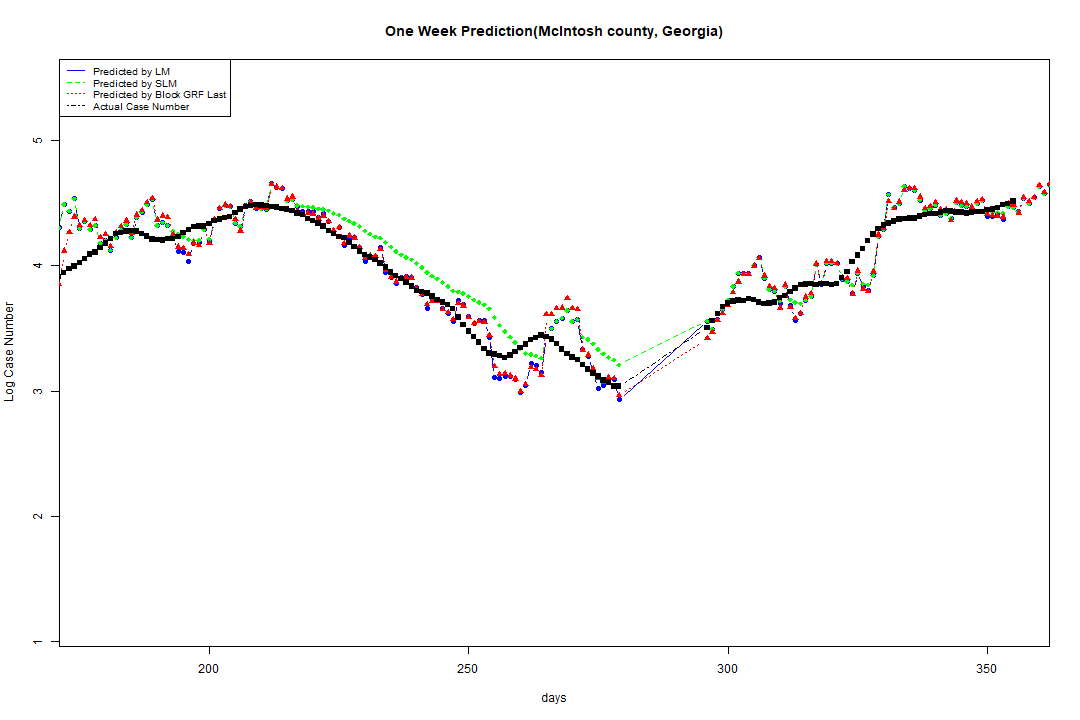 One Week Prediction(McIntosh county, Georgia)
Predicted by LM
Predicted by SLM
Predicted by Block GRF Last
Actual Case Number
5
4
3
2
1
Log Case Number
200 250 300 350
days